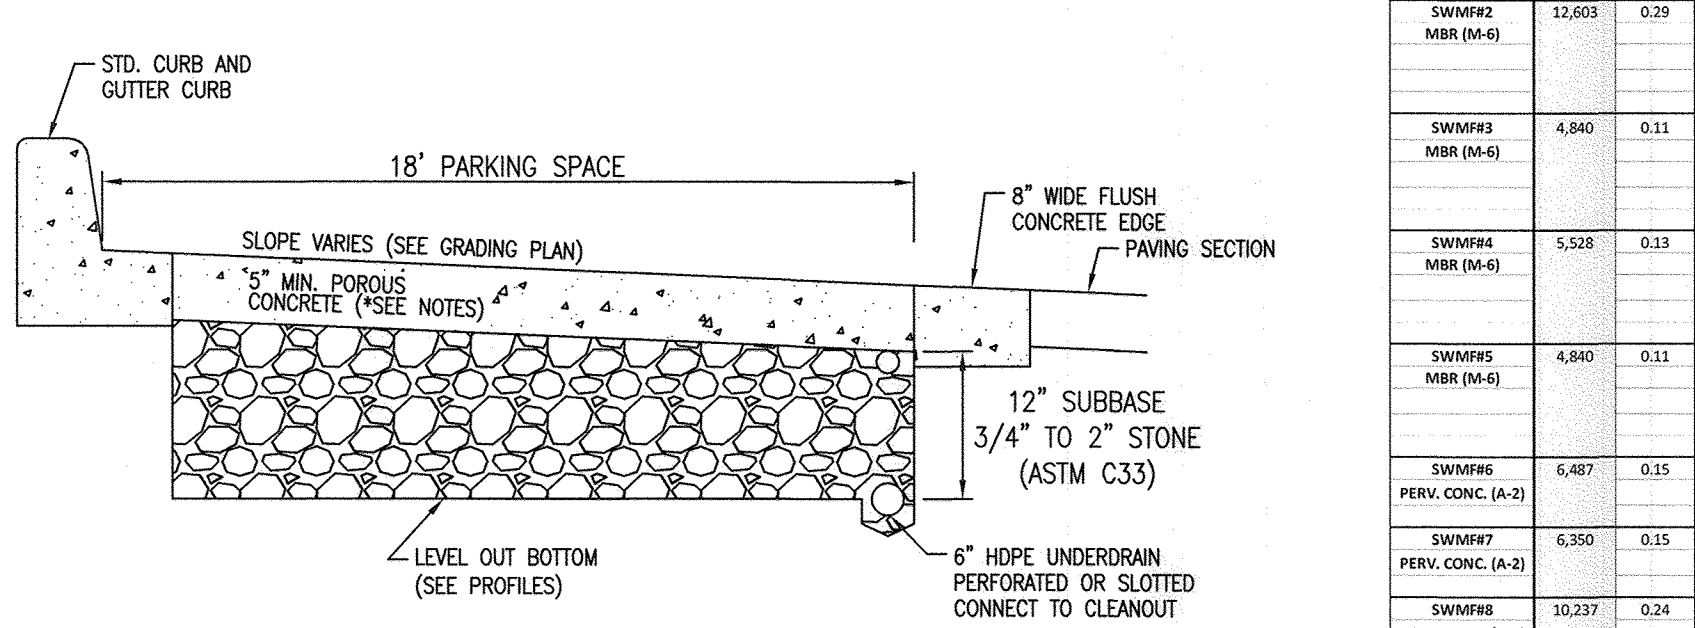 STD. CURB AND
GUTTER CURB
18' PARKING SPACE
8" WIDE FLUSH
CONCRETE EDGE
PAVING SECTION
SLOPE VARIES (SEE GRADING PLAN)
5" MIN. POROUS
CONCRETE (*SEE NOTES)
12" SUBBASE
3/4" TO 2" STONE
(ASTM C33)
LEVEL OUT BOTTOM
(SEE PROFILES)
6" HDPE UNDERDRAIN
PERFORATED OR SLOTTED
CONNECT TO CLEANOUT
SWMF#2 12,603 0.29
MBR (M-6)
SWMF#3 4,840 0.11
MBR (M-6)
SWMF#4 5,528 0.13
MBR (M-6)
SWMF#5 4,840 0.11
MBR (M-6)
SWMF#6 6,487 0.15
PERV. CONC. (A-2)
SWMF#7 6,350 0.15
PERV. CONC. (A-2)
SWMF#8 10,237 0.24